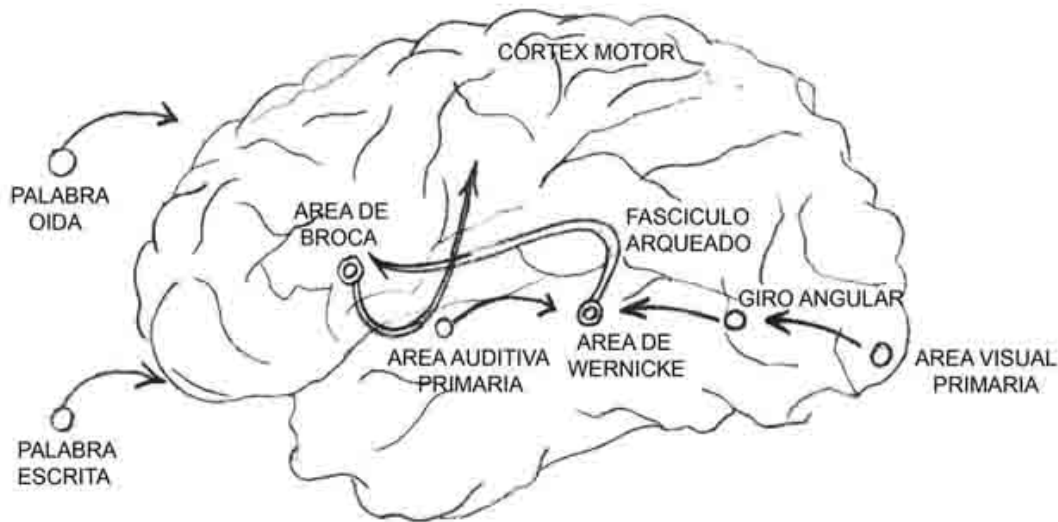 CORTEX MOTOR
PALABRA
OIDA
AREA DE
BROCA
FASCICULO
ARQUEADO
GIRO ANGULAR
AREA AUDITIVA
PRIMARIA
AREA DE
WERNICKE
AREA VISUAL
PRIMARIA
PALABRA
ESCRITA